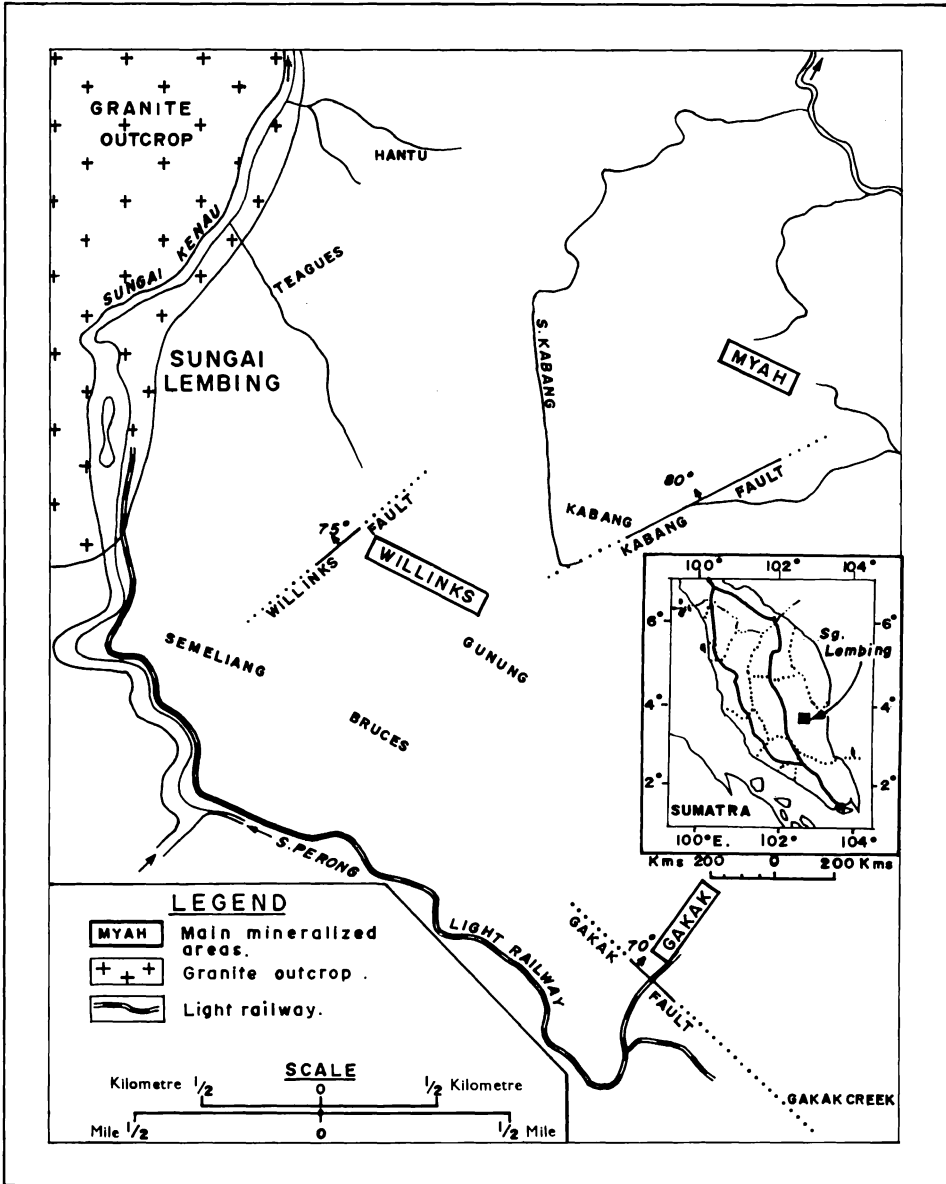 GRANITE
OUTCROP
HANTU
SUNGAI KENAU
TEAGUES
SUNGAI
LEMBING
S. KABANG
MYAH
80°
KABANG
KABANG FAULT
75°
WILLINKS FAULT
WILLINKS
SEMELIANG
GUNUNG
BRUCES
100° 102° 104°
6° 6°
Sg.
Lembing
4° 4°
2° 2°
SUMATRA
100°E. 102° 104°
Kms 200 0 200 Kms
S. PERONG
LIGHT RAILWAY
GAKAK
70°
GAKAK FAULT
GAKAK CREEK
LEGEND
MYAH Main mineralized
areas.
Granite outcrop .
Light railway.
SCALE
Kilometre 1/2 0 1/2 Kilometre
Mile 1/2 0 1/2 Mile